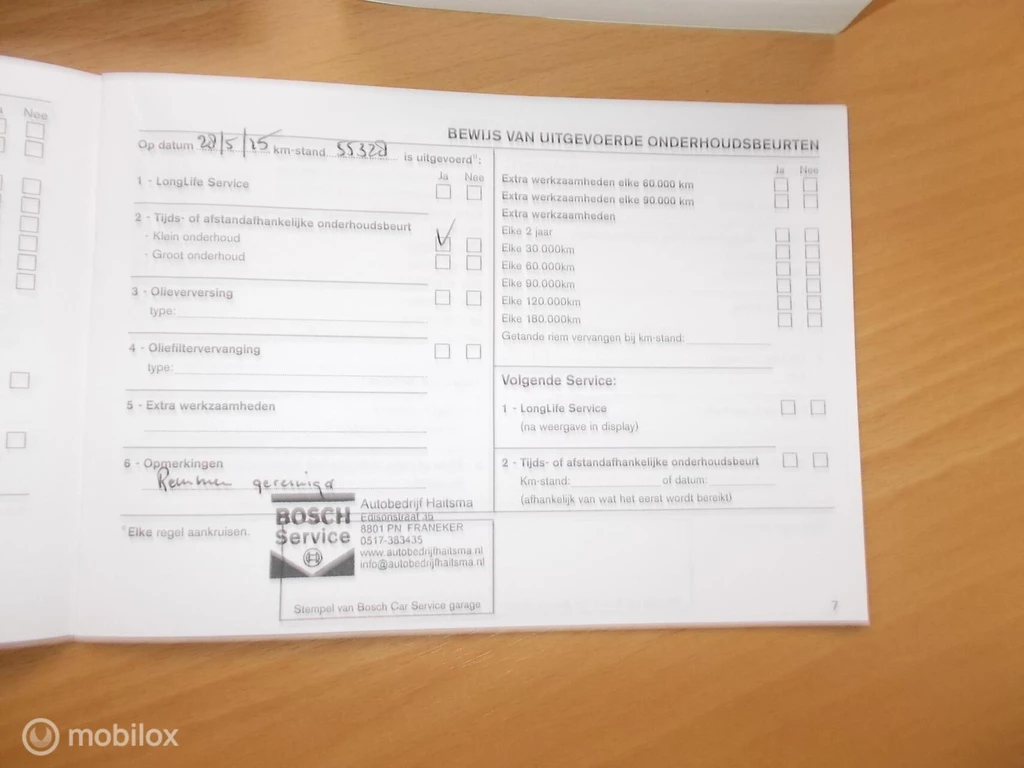 Nee
BEWIJS VAN UITGEVOERDE ONDERHOUDSBEURTEN
Op datum 28/5/15 km-stand 55328 is uitgevoerd*:
Ja Nee
1 - LongLife Service
2 - Tijds- of afstandafhankelijke onderhoudsbeurt
- Klein onderhoud
- Groot onderhoud
3 - Olieverversing
type:
4 - Oliefiltervervanging
type:
5 - Extra werkzaamheden
6 - Opmerkingen
Remmen gereinigd
*Elke regel aankruisen.
BOSCH
Service
Autobedrijf Haitsma
Edisonstraat 35
8801 PN FRANEKER
0517-383435
www.autobedrijfhaitsma.nl
info@autobedrijfhaitsma.nl
Stempel van Bosch Car Service garage
Ja Nee
Extra werkzaamheden elke 60.000 km
Extra werkzaamheden elke 90.000 km
Extra werkzaamheden
Elke 2 jaar
Elke 30.000km
Elke 60.000km
Elke 90.000km
Elke 120.000km
Elke 180.000km
Getande riem vervangen bij km-stand:
Volgende Service:
1 - LongLife Service
(na weergave in display)
2 - Tijds- of afstandafhankelijke onderhoudsbeurt
Km-stand: of datum:
(afhankelijk van wat het eerst wordt bereikt)
7
mobilox